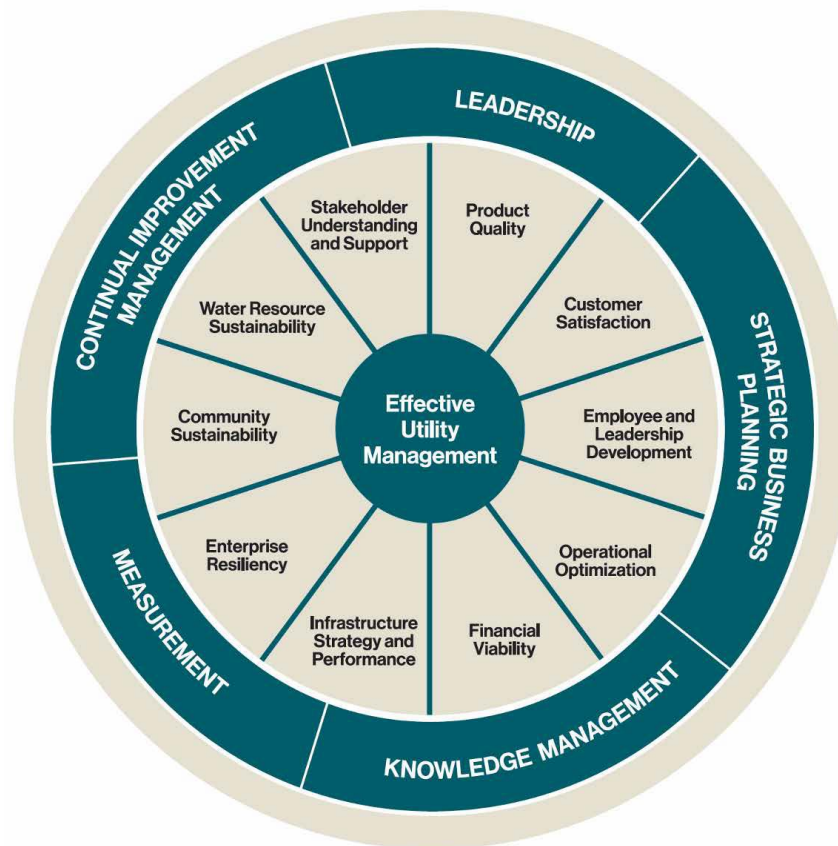 LEADERSHIP
STRATEGIC BUSINESS
PLANNING
KNOWLEDGE MANAGEMENT
MEASUREMENT
CONTINUAL IMPROVEMENT
MANAGEMENT
Product
Quality
Customer
Satisfaction
Employee and
Leadership
Development
Operational
Optimization
Financial
Viability
Infrastructure
Strategy and
Performance
Enterprise
Resiliency
Community
Sustainability
Water Resource
Sustainability
Stakeholder
Understanding
and Support
Effective
Utility
Management